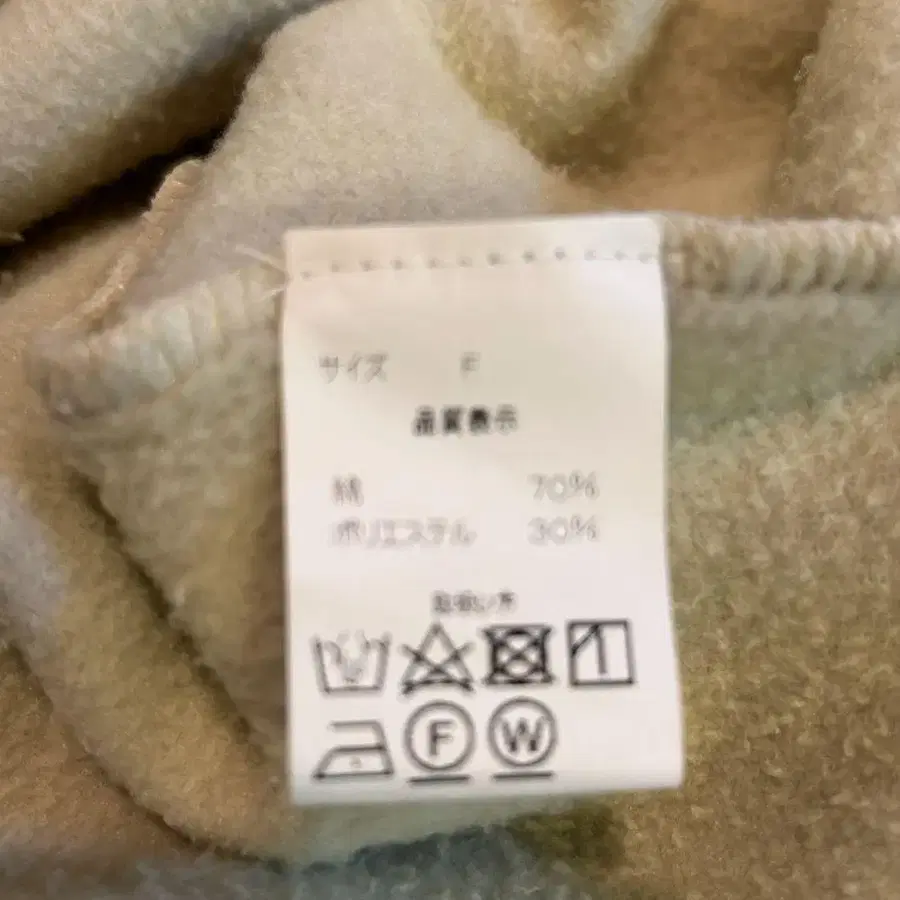 サイズ F
品質表示
綿 70%
ポリエステル 30%
取扱い方
F W